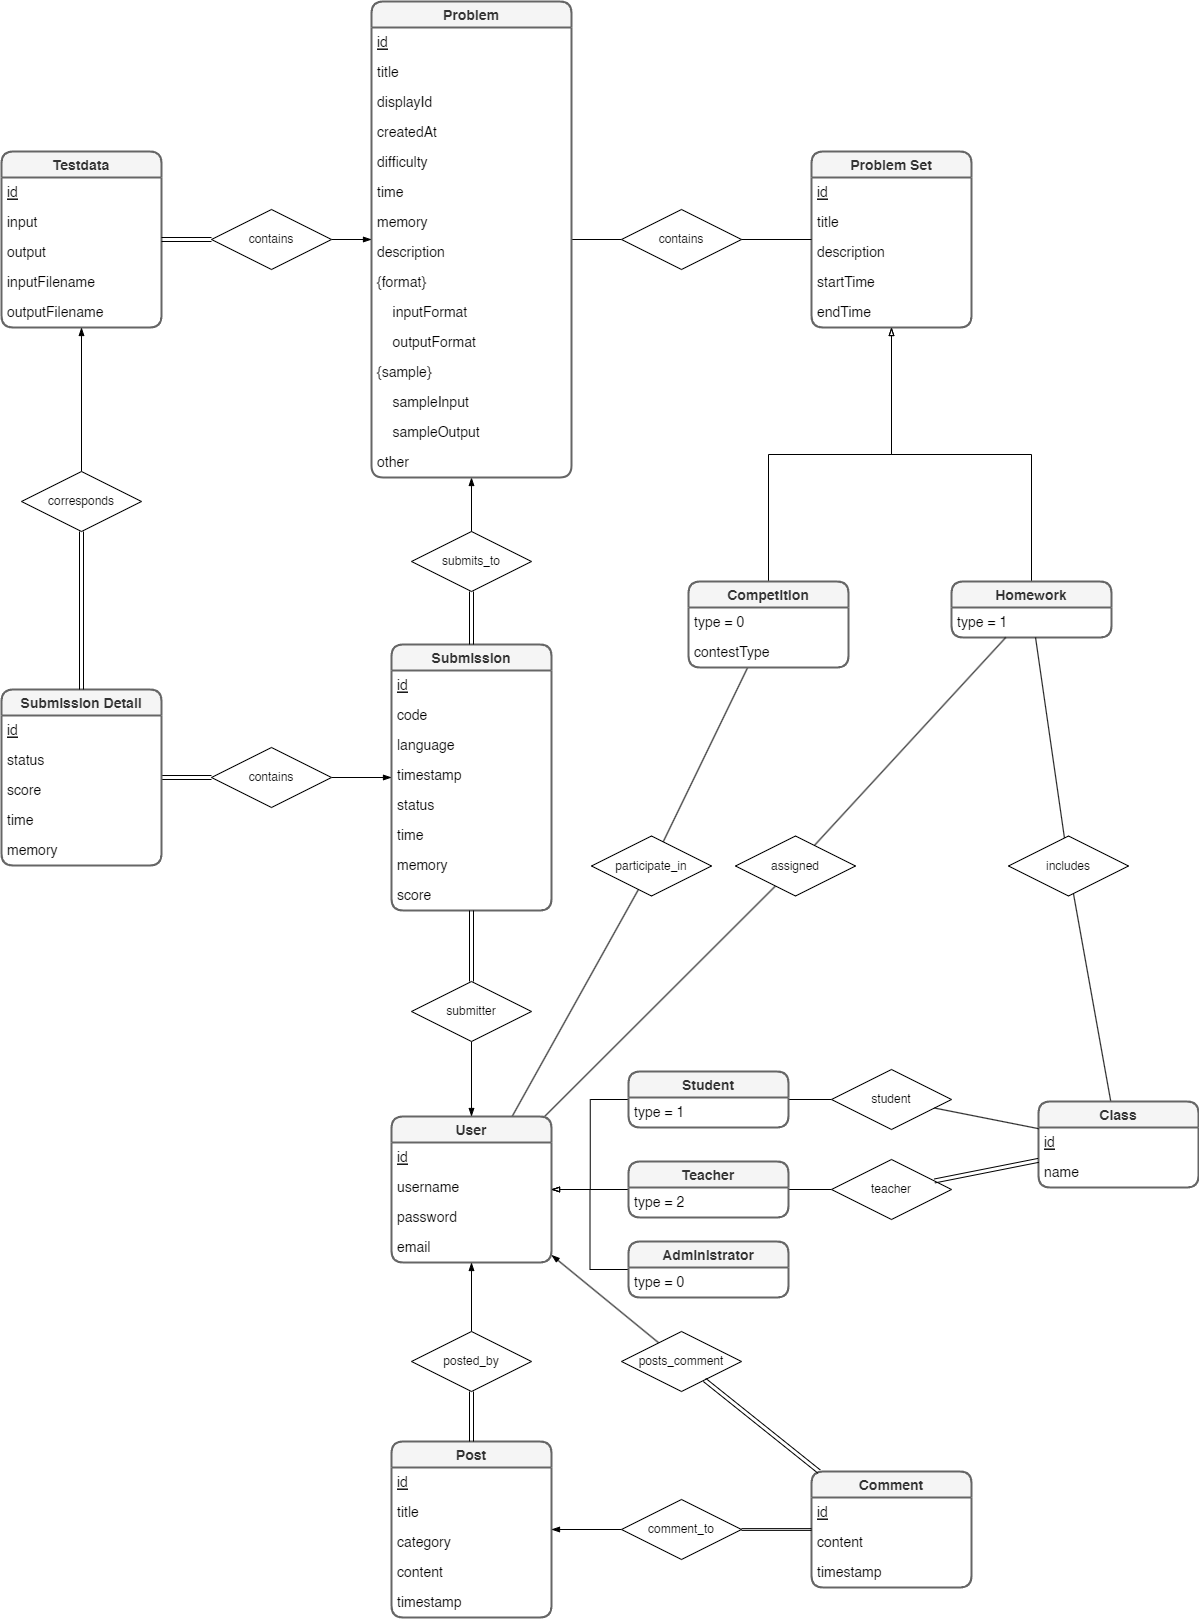 Problem
id
title
displayId
createdAt
difficulty
time
memory
description
{format}
inputFormat
outputFormat
{sample}
sampleInput
sampleOutput
other
Testdata
id
input
output
inputFilename
outputFilename
contains
contains
Problem Set
id
title
description
startTime
endTime
corresponds
submits_to
Competition
type = 0
contestType
Homework
type = 1
Submission Detail
id
status
score
time
memory
contains
Submission
id
code
language
timestamp
status
time
memory
score
participate_in
assigned
includes
submitter
User
id
username
password
email
Student
type = 1
Teacher
type = 2
Administrator
type = 0
student
teacher
Class
id
name
posted_by
posts_comment
Post
id
title
category
content
timestamp
comment_to
Comment
id
content
timestamp